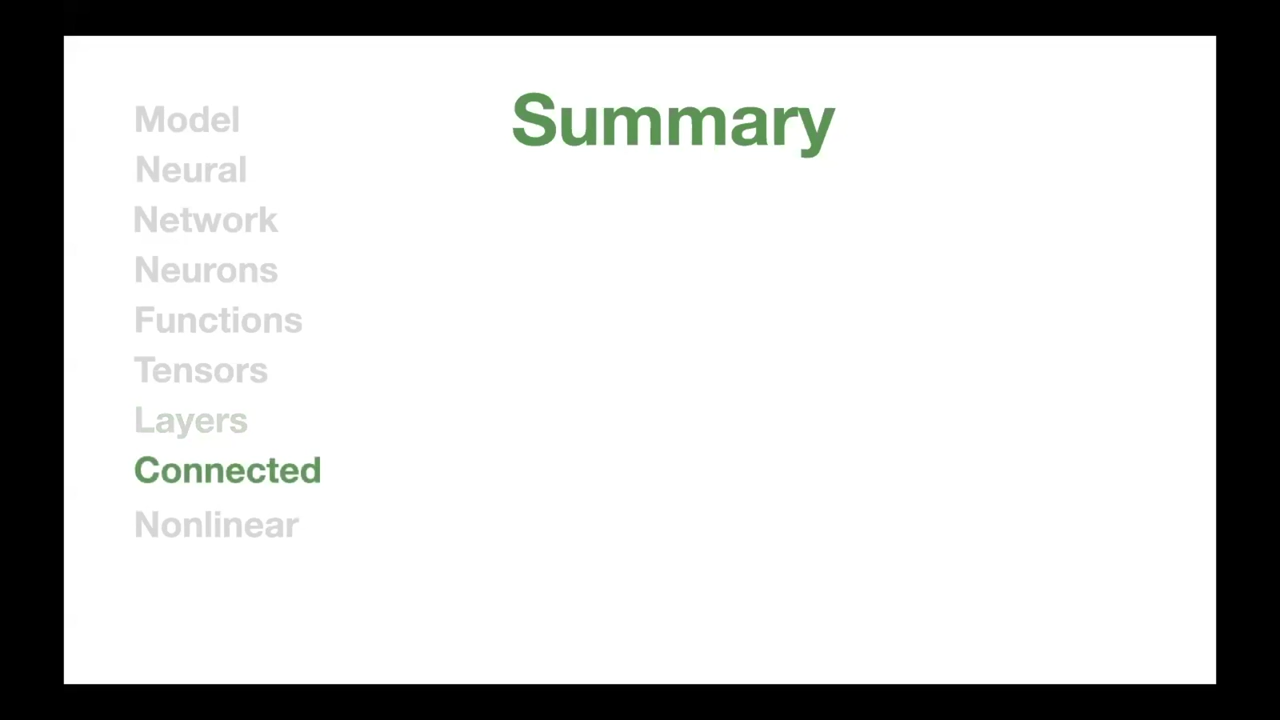 Summary
Model
Neural
Network
Neurons
Functions
Tensors
Layers
Connected
Nonlinear